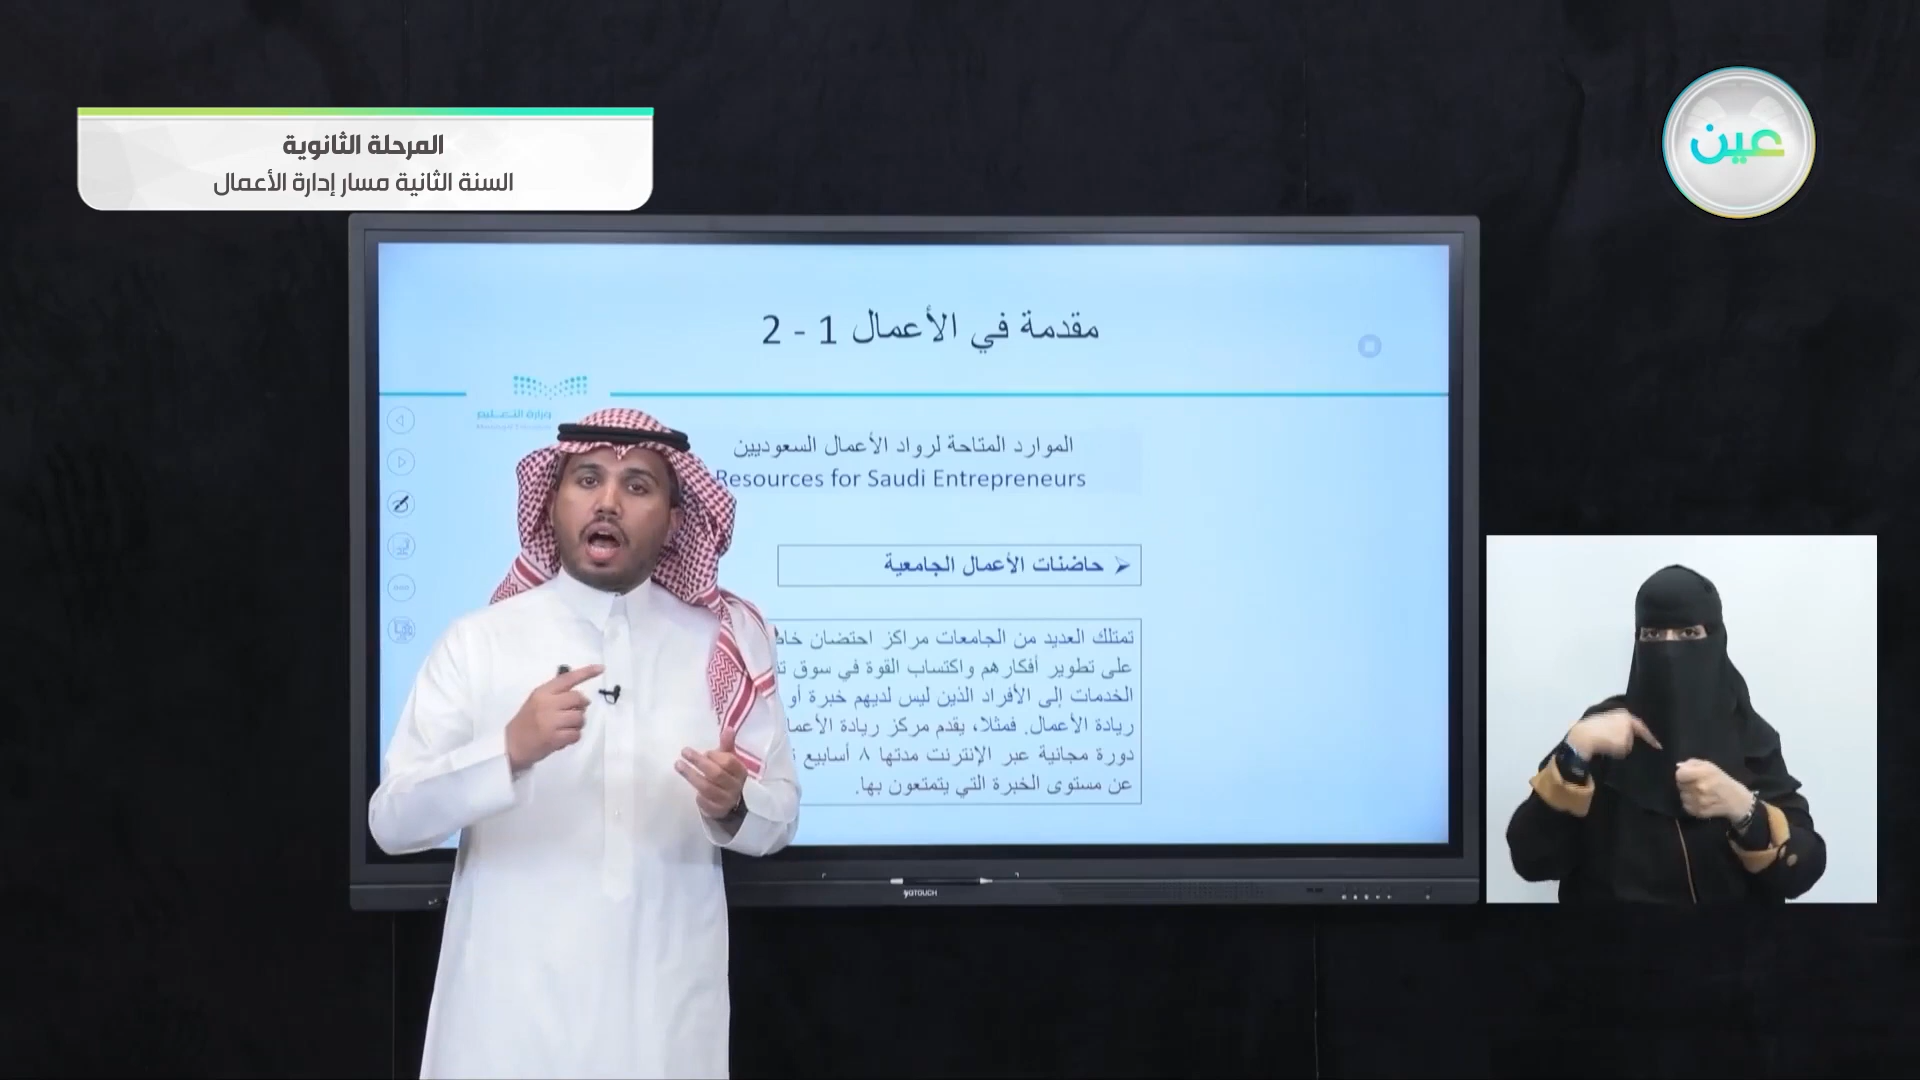 المرحلة الثانوية
السنة الثانية مسار إدارة الأعمال
عين
مقدمة في الأعمال 1 - 2
وزارة التعليم
الموارد المتاحة لرواد الأعمال السعوديين
Resources for Saudi Entrepreneurs
حاضنات الأعمال الجامعية
تمتلك العديد من الجامعات مراكز احتضان
على تطوير أفكارهم واكتساب القوة في سوق
الخدمات إلى الأفراد الذين ليس لديهم خبرة أو
ريادة الأعمال. فمثلا، يقدم مركز ريادة
دورة مجانية عبر الإنترنت مدتها ٨ أسابيع
عن مستوى الخبرة التي يتمتعون بها.